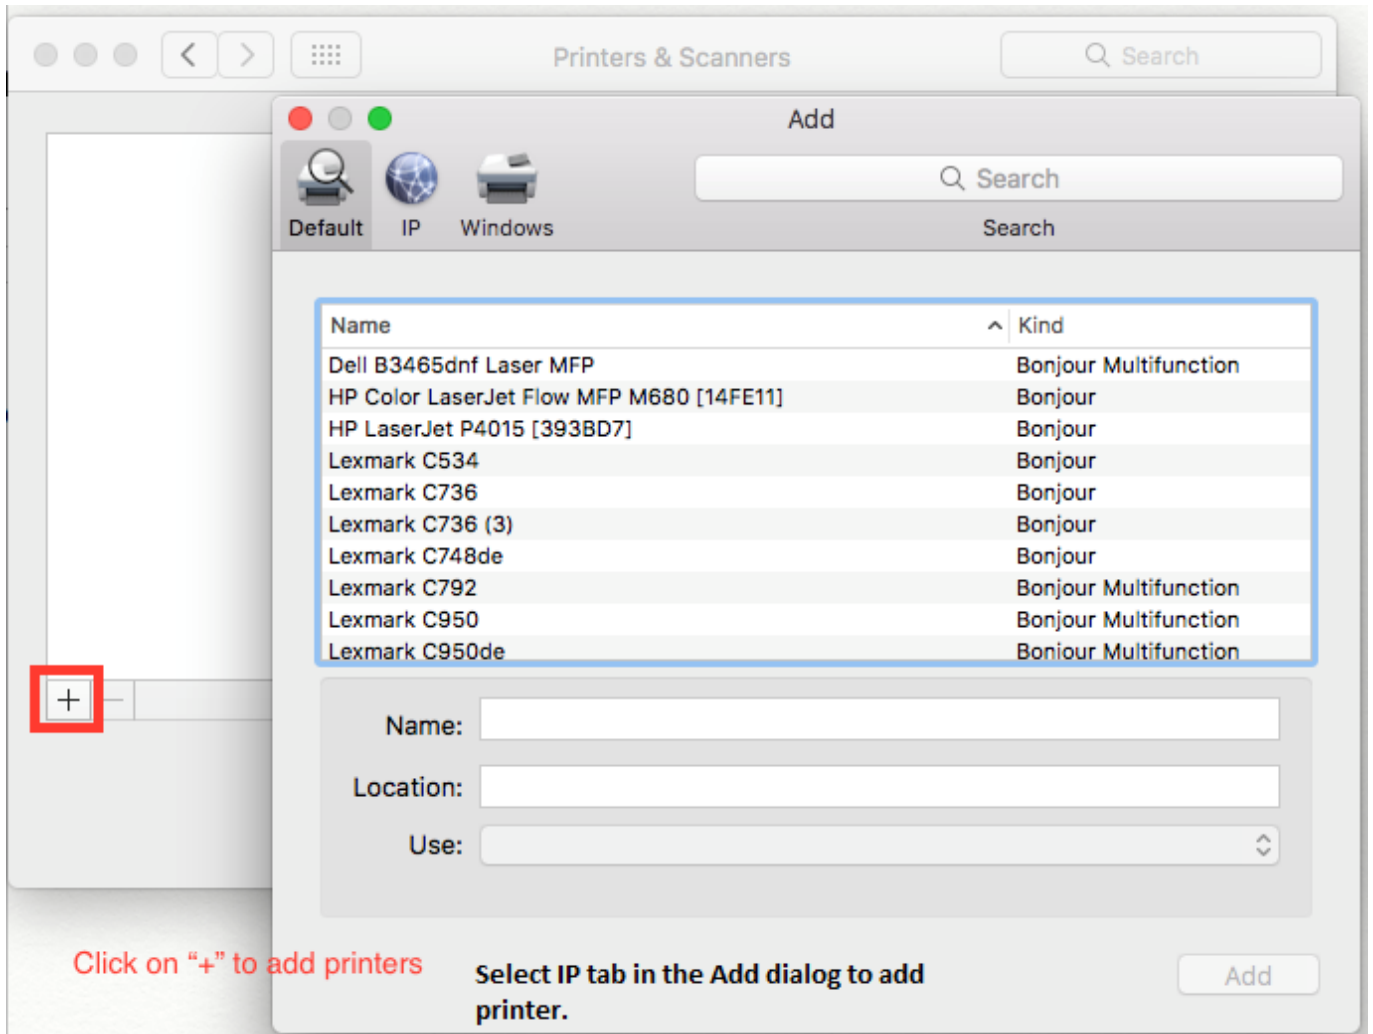 Printers & Scanners
Search
Add
Search
Default IP Windows
Search
Name Kind
Dell B3465dnf Laser MFP Bonjour Multifunction
HP Color LaserJet Flow MFP M680 [14FE11] Bonjour
HP LaserJet P4015 [393BD7] Bonjour
Lexmark C534 Bonjour
Lexmark C736 Bonjour
Lexmark C736 (3) Bonjour
Lexmark C748de Bonjour
Lexmark C792 Bonjour Multifunction
Lexmark C950 Bonjour Multifunction
Lexmark C950de Bonjour Multifunction
+ −
Name:
Location:
Use:
Click on “+” to add printers
Select IP tab in the Add dialog to add
printer.
Add